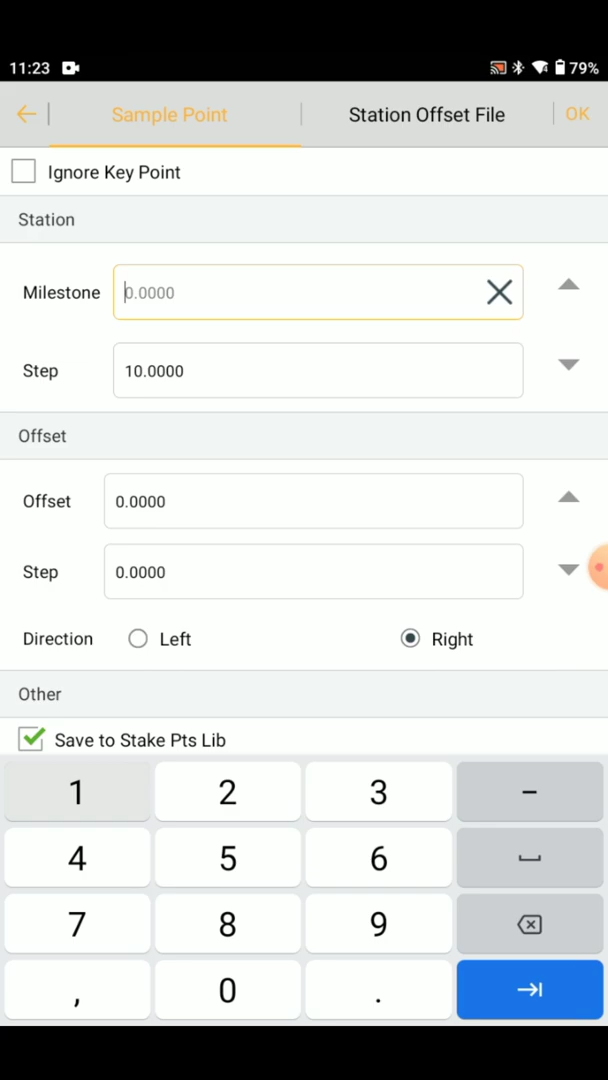 11:23 79%
Sample Point Station Offset File OK
Ignore Key Point
Station
Milestone 0.0000
Step 10.0000
Offset
Offset 0.0000
Step 0.0000
Direction Left Right
Other
Save to Stake Pts Lib
1 2 3 -
4 5 6
7 8 9
, 0 .